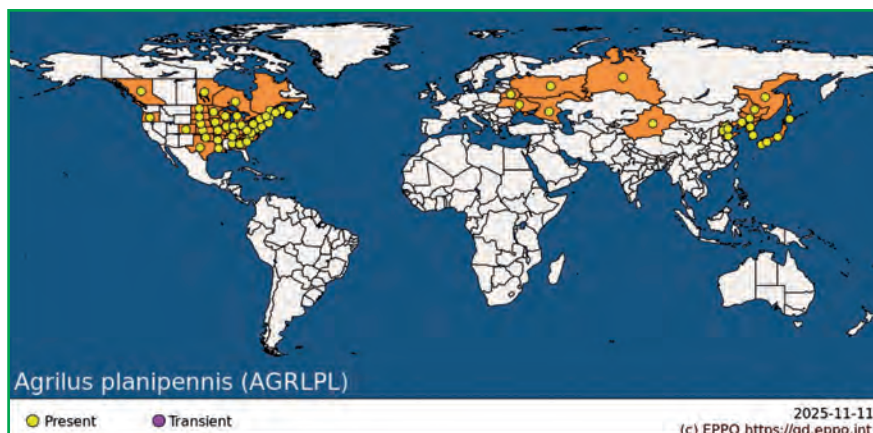 Agrilus planipennis (AGRLPL)
Present
Transient
2025-11-11
(c) EPPO https://gd.eppo.int